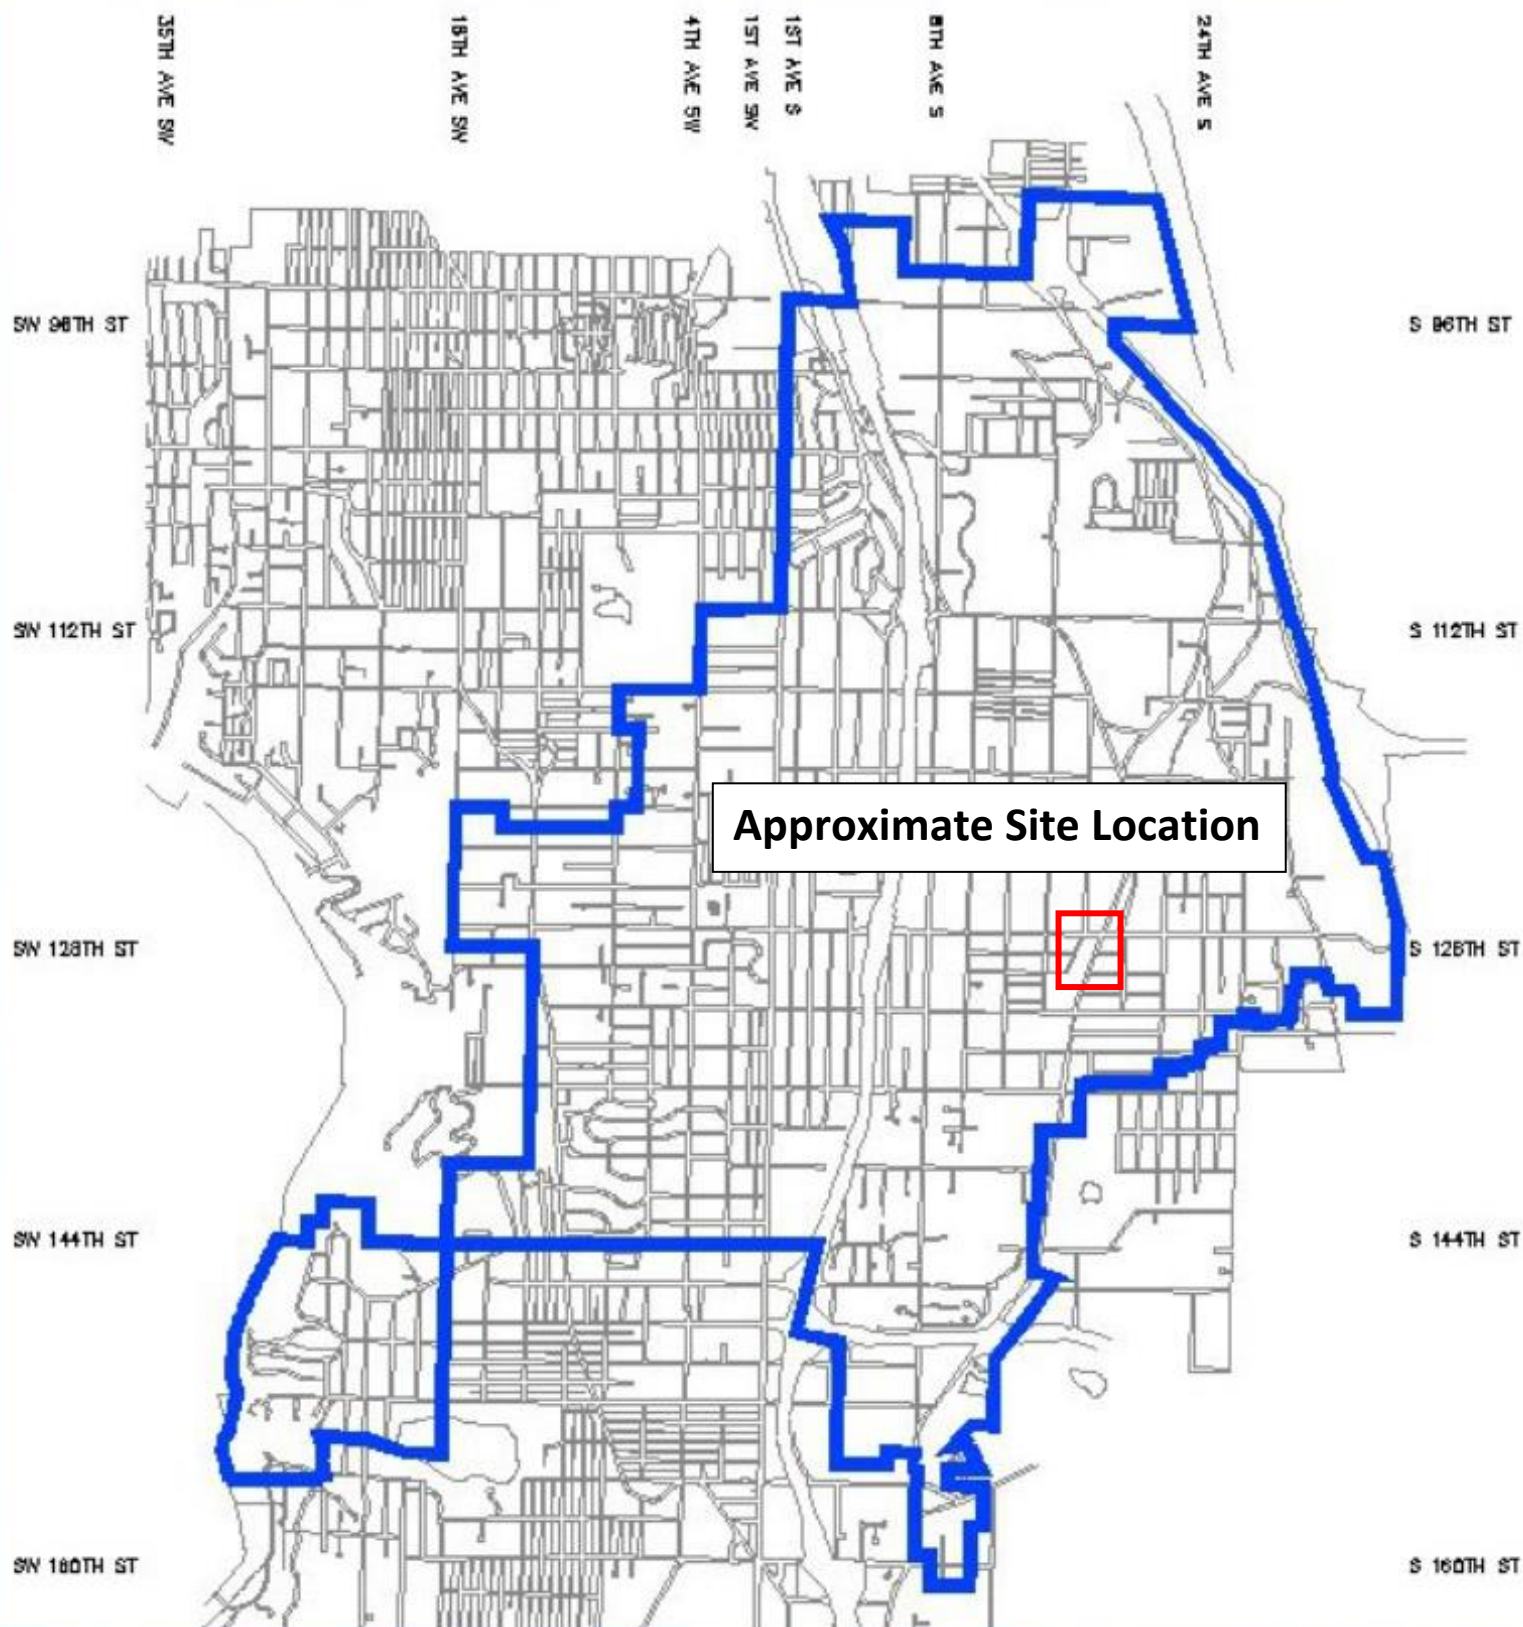 35TH AVE SW
16TH AVE SW
4TH AVE SW
1ST AVE SW
1ST AVE S
8TH AVE S
24TH AVE S
SW 96TH ST
S 96TH ST
SW 112TH ST
S 112TH ST
Approximate Site Location
SW 128TH ST
S 128TH ST
SW 144TH ST
S 144TH ST
SW 160TH ST
S 160TH ST